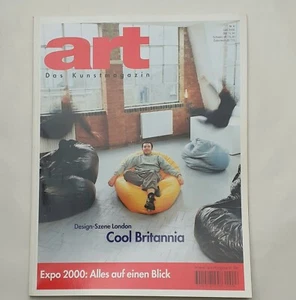 art
Das Kunstmagazin
Design-Szene London
Cool Britannia
Expo 2000: Alles auf einen Blick